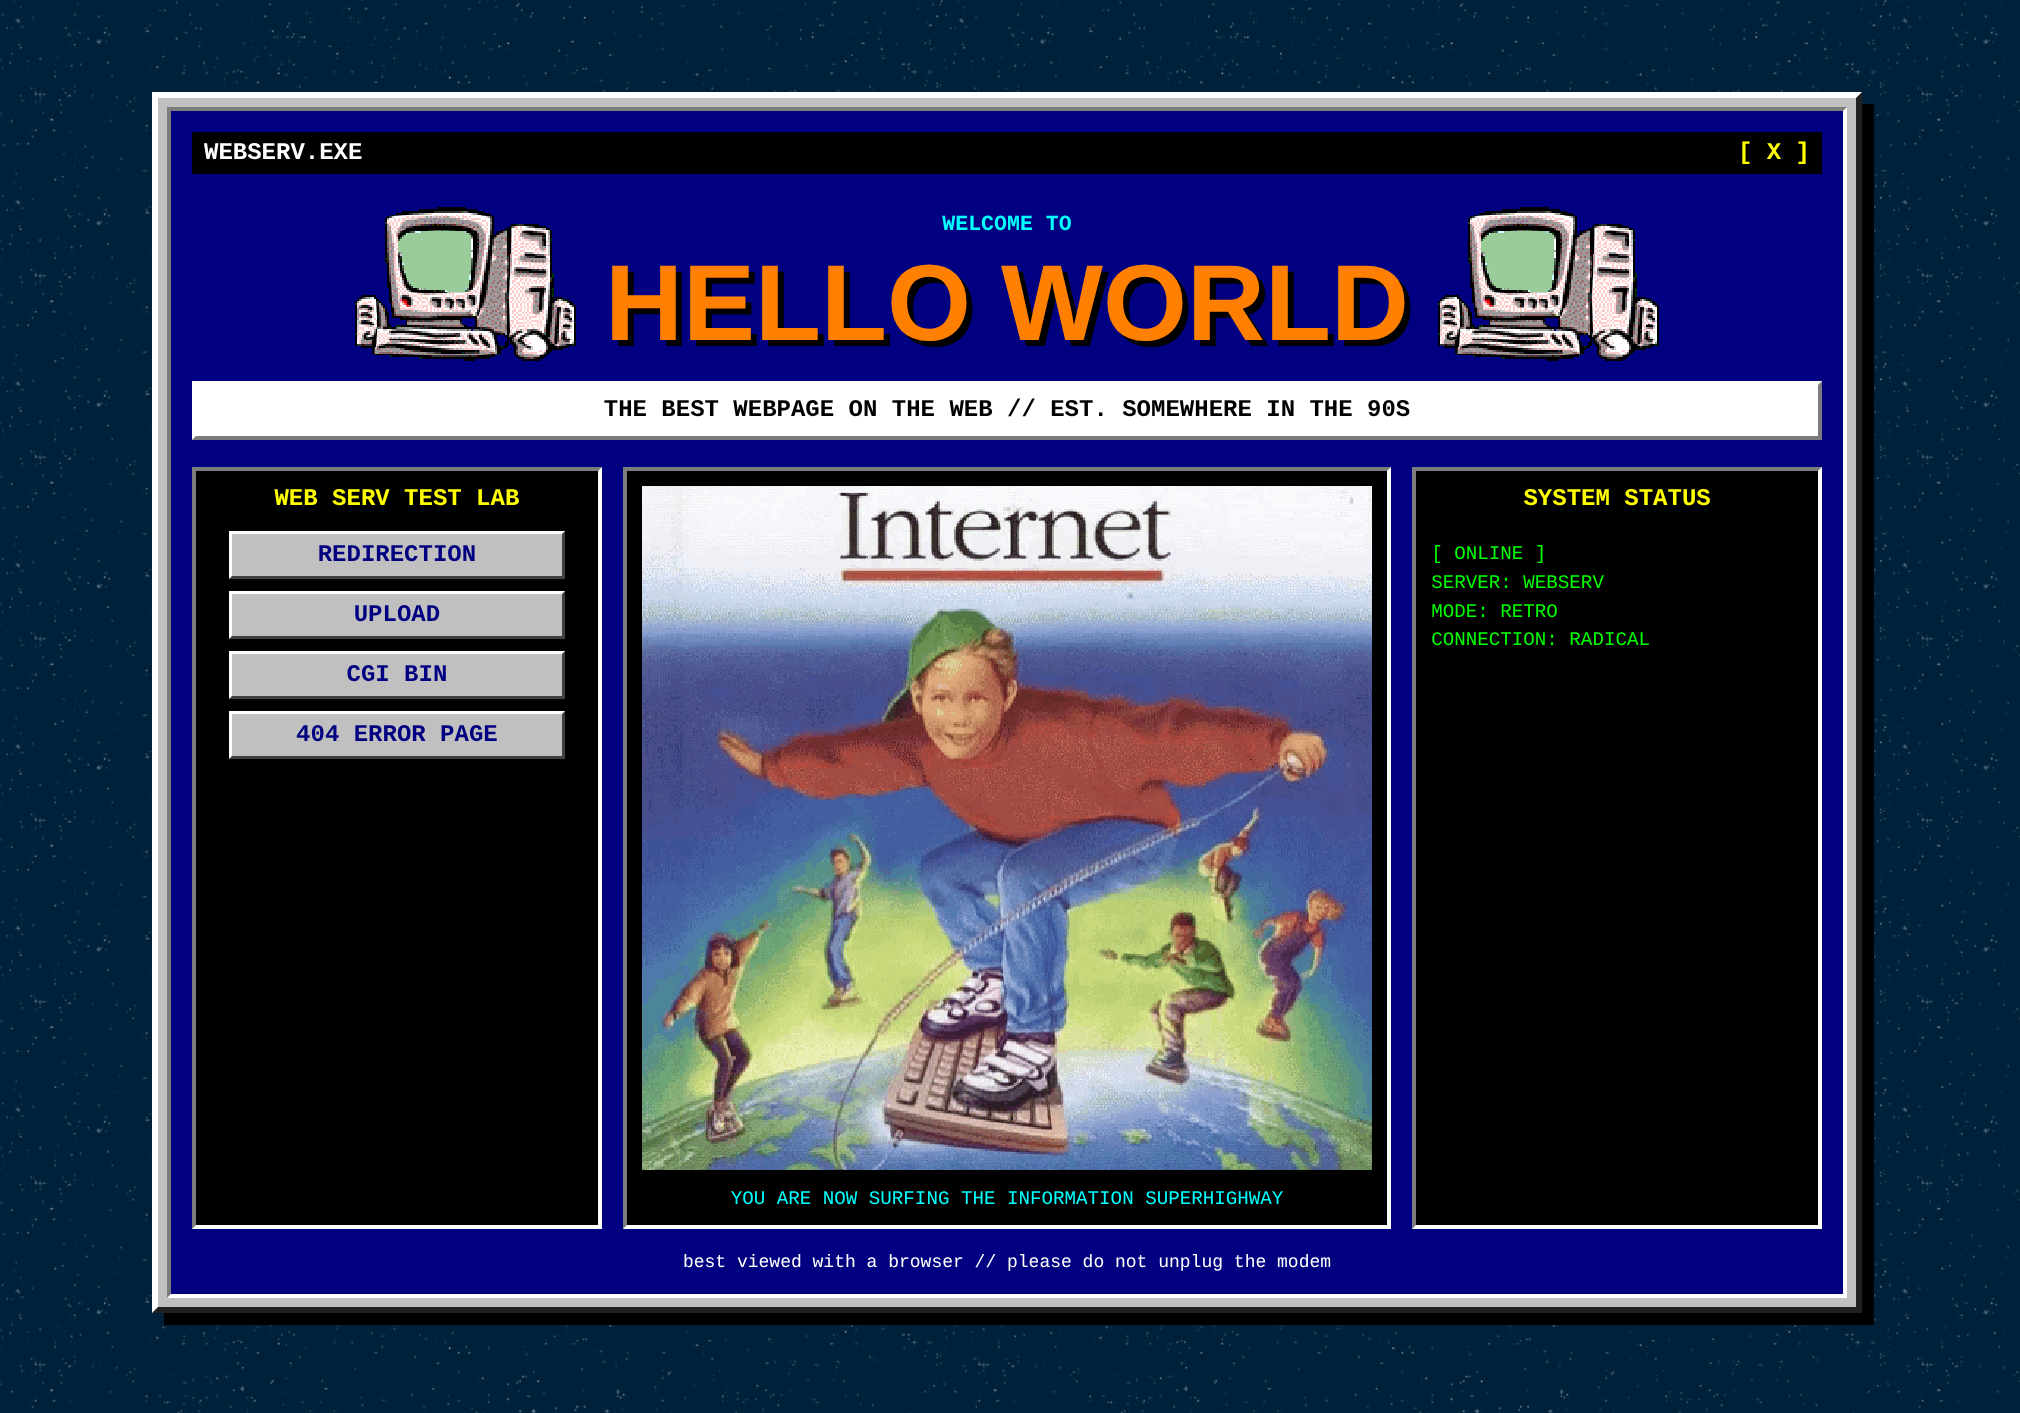 WEBSERV.EXE
[ X ]
WELCOME TO
HELLO WORLD
THE BEST WEBPAGE ON THE WEB // EST. SOMEWHERE IN THE 90S
WEB SERV TEST LAB
REDIRECTION
UPLOAD
CGI BIN
404 ERROR PAGE
Internet
YOU ARE NOW SURFING THE INFORMATION SUPERHIGHWAY
SYSTEM STATUS
[ ONLINE ]
SERVER: WEBSERV
MODE: RETRO
CONNECTION: RADICAL
best viewed with a browser // please do not unplug the modem